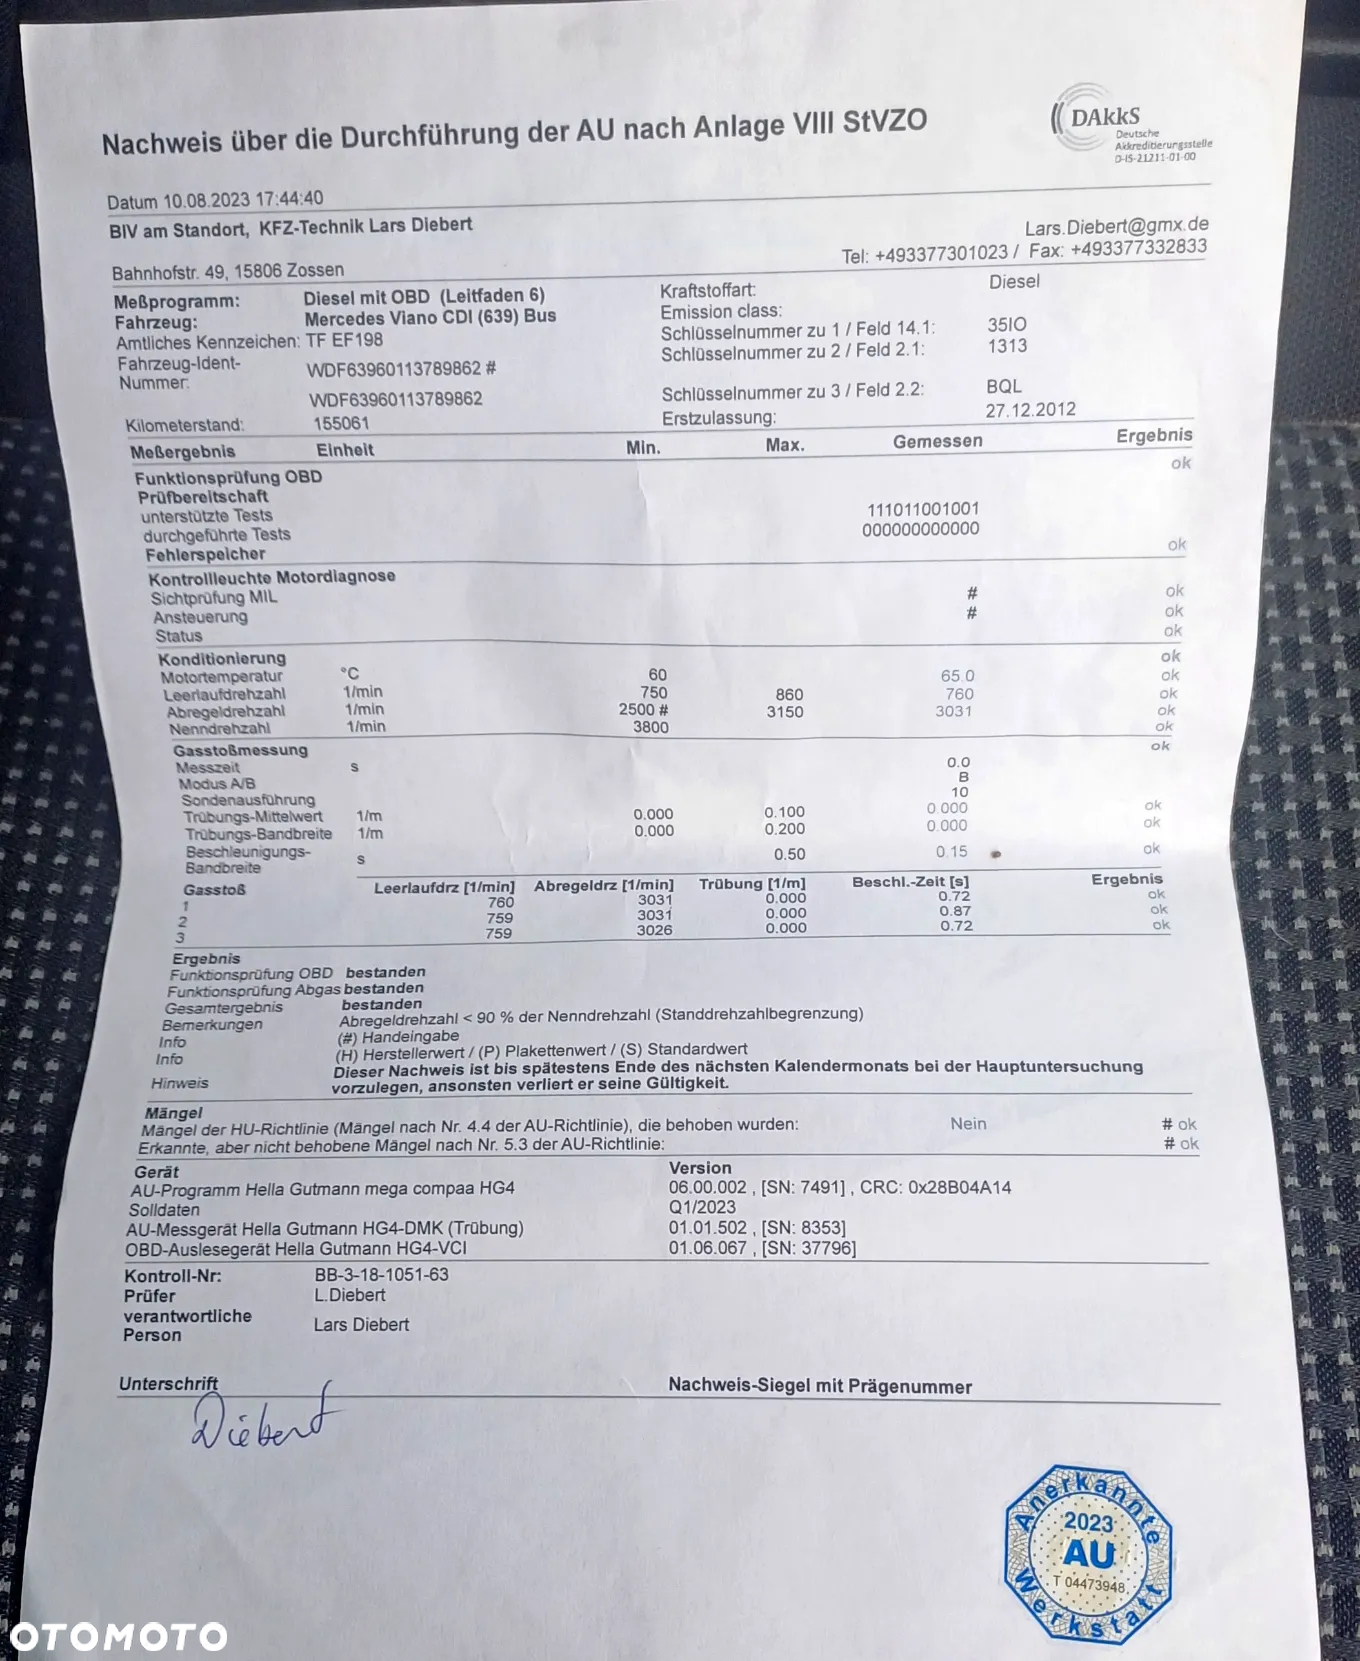 Nachweis über die Durchführung der AU nach Anlage VIII StVZO
DAkkS
Deutsche
Akkreditierungsstelle
D-IS-21211-01-00
Datum 10.08.2023 17:44:40
BIV am Standort, KFZ-Technik Lars Diebert
Lars.Diebert@gmx.de
Bahnhofstr. 49, 15806 Zossen
Tel: +493377301023 / Fax: +493377332833
Meßprogramm: Diesel mit OBD (Leitfaden 6)
Fahrzeug: Mercedes Viano CDI (639) Bus
Amtliches Kennzeichen: TF EF198
Fahrzeug-Ident-
Nummer: WDF63960113789862 #
WDF63960113789862
Kilometerstand: 155061
Kraftstoffart: Diesel
Emission class:
Schlüsselnummer zu 1 / Feld 14.1: 35IO
Schlüsselnummer zu 2 / Feld 2.1: 1313
Schlüsselnummer zu 3 / Feld 2.2: BQL
Erstzulassung: 27.12.2012
Meßergebnis Einheit Min. Max. Gemessen Ergebnis
Funktionsprüfung OBD ok
Prüfbereitschaft
unterstützte Tests 111011001001
durchgeführte Tests 000000000000
Fehlerspeicher ok
Kontrollleuchte Motordiagnose
Sichtprüfung MIL # ok
Ansteuerung # ok
Status ok
Konditionierung ok
Motortemperatur °C 60 65.0 ok
Leerlaufdrehzahl 1/min 750 860 760 ok
Abregeldrehzahl 1/min 2500 # 3150 3031 ok
Nenndrehzahl 1/min 3800 ok
Gasstoßmessung ok
Messzeit s 0.0
Modus A/B B
Sondenausführung 10
Trübungs-Mittelwert 1/m 0.000 0.100 0.000 ok
Trübungs-Bandbreite 1/m 0.000 0.200 0.000 ok
Beschleunigungs-
Bandbreite s 0.50 0.15 ok
Gasstoß Leerlaufdrz [1/min] Abregeldrz [1/min] Trübung [1/m] Beschl.-Zeit [s] Ergebnis
1 760 3031 0.000 0.72 ok
2 759 3031 0.000 0.87 ok
3 759 3026 0.000 0.72 ok
Ergebnis
Funktionsprüfung OBD bestanden
Funktionsprüfung Abgas bestanden
Gesamtergebnis bestanden
Bemerkungen Abregeldrehzahl < 90 % der Nenndrehzahl (Standdrehzahlbegrenzung)
Info (#) Handeingabe
Info (H) Herstellerwert / (P) Plakettenwert / (S) Standardwert
Hinweis Dieser Nachweis ist bis spätestens Ende des nächsten Kalendermonats bei der Hauptuntersuchung
vorzulegen, ansonsten verliert er seine Gültigkeit.
Mängel
Mängel der HU-Richtlinie (Mängel nach Nr. 4.4 der AU-Richtlinie), die behoben wurden: Nein # ok
Erkannte, aber nicht behobene Mängel nach Nr. 5.3 der AU-Richtlinie: # ok
Gerät Version
AU-Programm Hella Gutmann mega compaa HG4 06.00.002 , [SN: 7491] , CRC: 0x28B04A14
Solldaten Q1/2023
AU-Messgerät Hella Gutmann HG4-DMK (Trübung) 01.01.502 , [SN: 8353]
OBD-Auslesegerät Hella Gutmann HG4-VCI 01.06.067 , [SN: 37796]
Kontroll-Nr: BB-3-18-1051-63
Prüfer L.Diebert
verantwortliche
Person Lars Diebert
Unterschrift Nachweis-Siegel mit Prägenummer
Diebert
Anerkannte
2023
AU
T 04473948.
Werkstatt
OTOMOTO